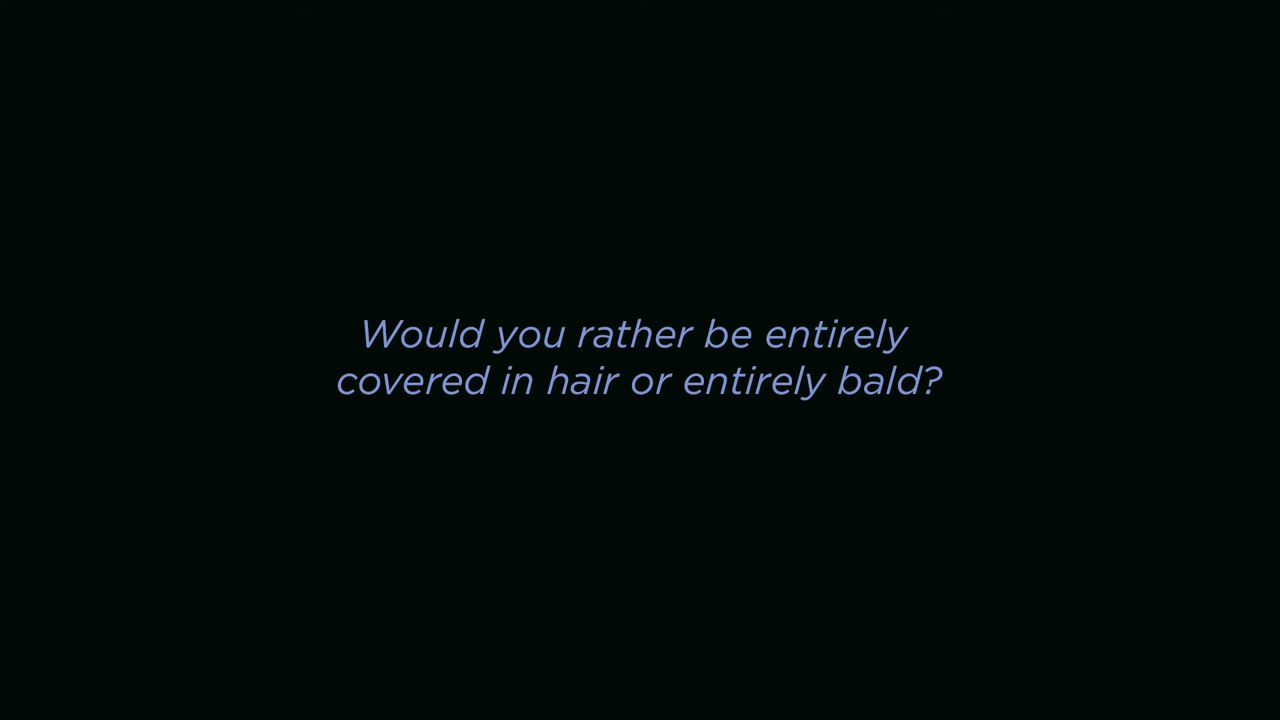 Would you rather be entirely
covered in hair or entirely bald?